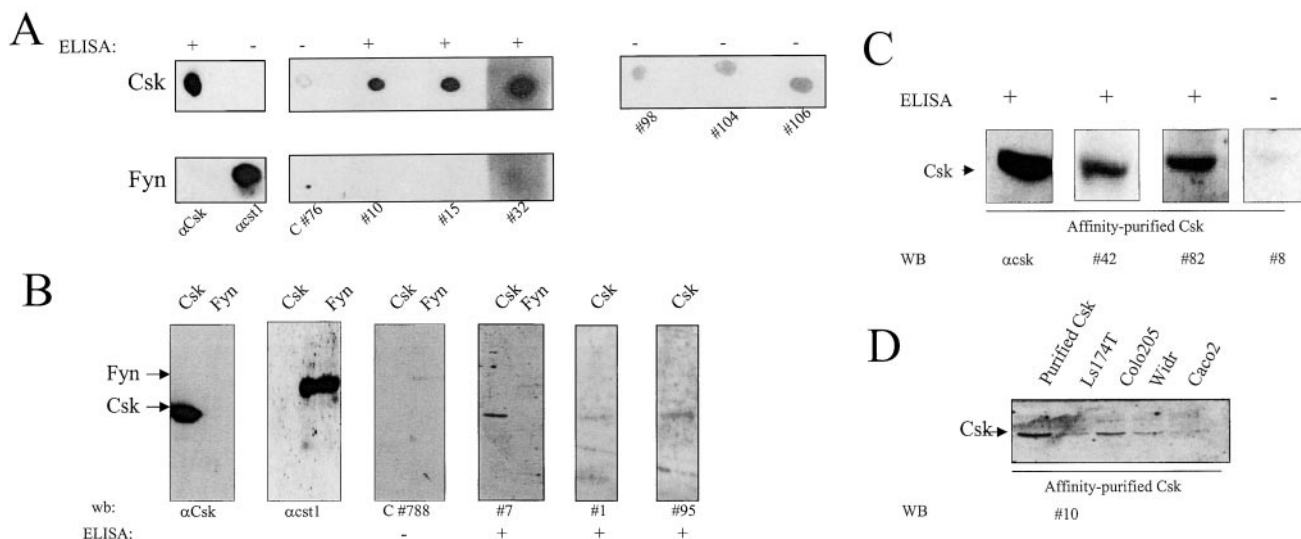 A
ELISA: + - - + + + - - -
Csk
#98 #104 #106
Fyn
αCsk αcst1 C #76 #10 #15 #32
B
Csk Fyn Csk Fyn Csk Fyn Csk Fyn Csk Csk
Fyn
Csk
wb: αCsk αcst1 C #788 #7 #1 #95
ELISA: - + + +
C
ELISA + + + -
Csk
Affinity-purified Csk
WB αcsk #42 #82 #8
D
Purified Csk Ls174T Colo205 Widr Caco2
Csk
Affinity-purified Csk
WB #10